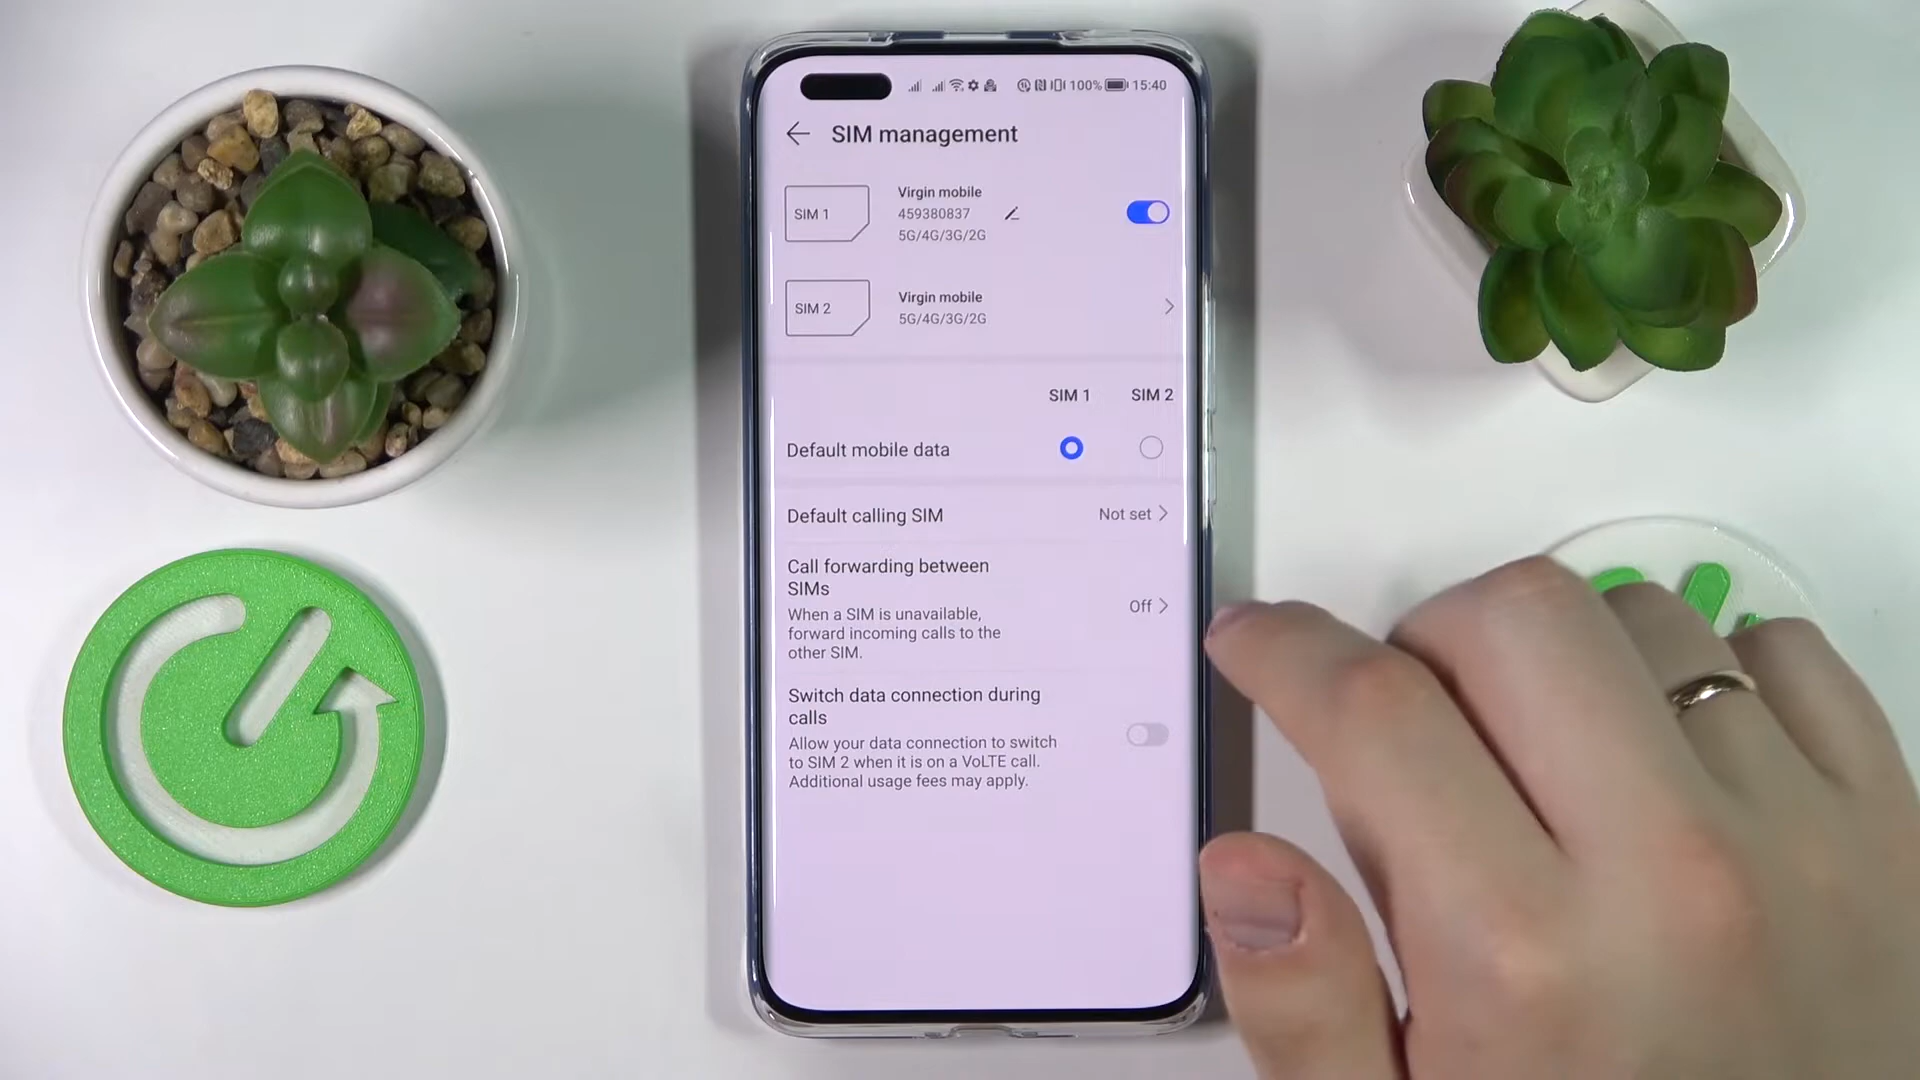 100% 15:40
SIM management
SIM 1
Virgin mobile
459380837
5G/4G/3G/2G
SIM 2
Virgin mobile
5G/4G/3G/2G
SIM 1 SIM 2
Default mobile data
Default calling SIM Not set
Call forwarding between
SIMs
When a SIM is unavailable,
forward incoming calls to the
other SIM.
Off
Switch data connection during
calls
Allow your data connection to switch
to SIM 2 when it is on a VoLTE call.
Additional usage fees may apply.